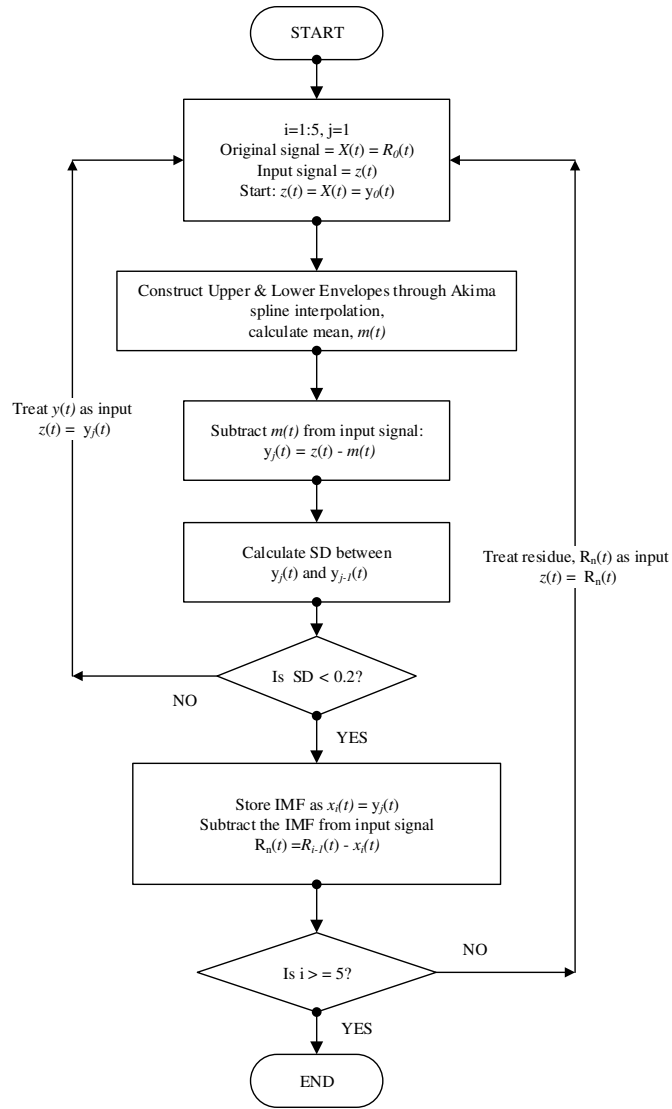 START
i=1:5, j=1
Original signal = X(t) = R₀(t)
Input signal = z(t)
Start: z(t) = X(t) = y₀(t)
Construct Upper & Lower Envelopes through Akima
spline interpolation,
calculate mean, m(t)
Treat y(t) as input
z(t) = yⱼ(t)
Subtract m(t) from input signal:
yⱼ(t) = z(t) - m(t)
Calculate SD between
yⱼ(t) and yⱼ₋₁(t)
Treat residue, Rₙ(t) as input
z(t) = Rₙ(t)
Is SD < 0.2?
NO
YES
Store IMF as xᵢ(t) = yⱼ(t)
Subtract the IMF from input signal
Rₙ(t) =Rᵢ₋₁(t) - xᵢ(t)
NO
Is i > = 5?
YES
END